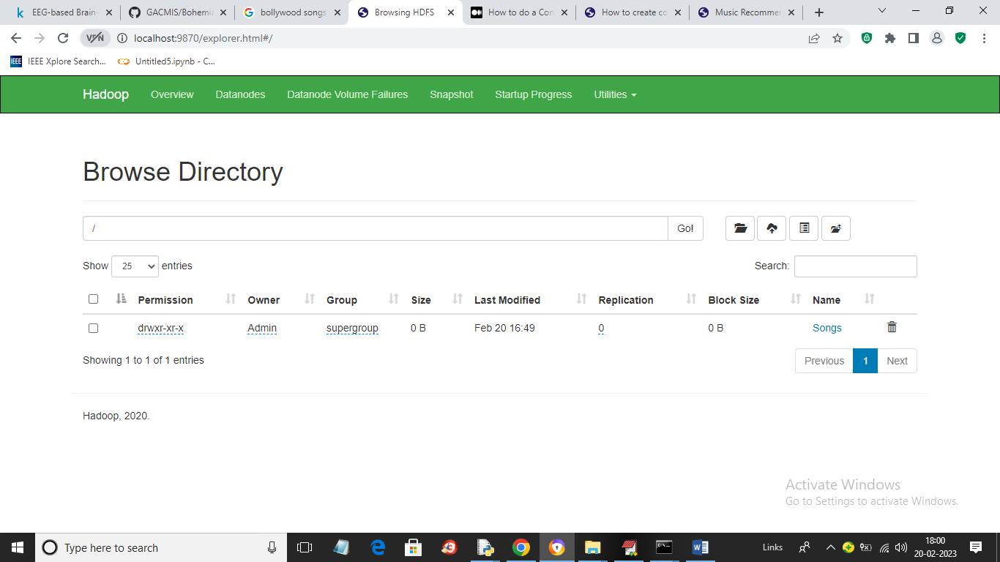 EEG-based Brain-
GACMIS/Bohemia
bollywood songs
Browsing HDFS
How to do a Con
How to create co
Music Recommen
VPN
localhost:9870/explorer.html#/
IEEE
IEEE Xplore Search...
Untitled5.ipynb - C...
Hadoop
Overview
Datanodes
Datanode Volume Failures
Snapshot
Startup Progress
Utilities
Browse Directory
/
Go!
Show 25 entries
Search:
Permission Owner Group Size Last Modified Replication Block Size Name
drwxr-xr-x Admin supergroup 0 B Feb 20 16:49 0 0 B Songs
Showing 1 to 1 of 1 entries
Previous 1 Next
Hadoop, 2020.
Activate Windows
Go to Settings to activate Windows.
Type here to search
Links
18:00
20-02-2023